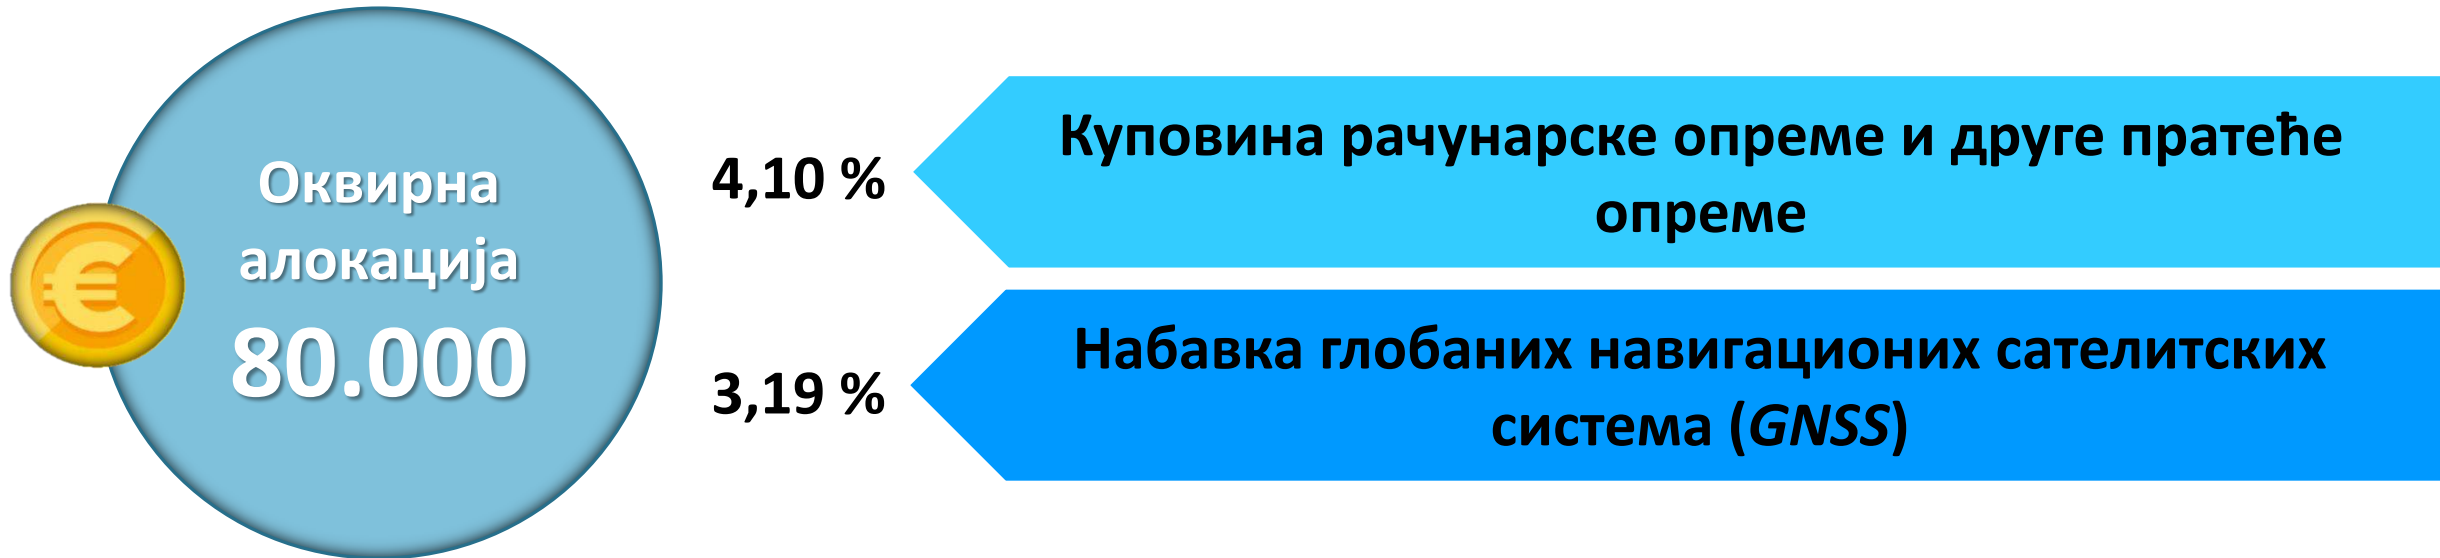 Оквирна
алокација
80.000
4,10 %
Куповина рачунарске опреме и друге пратеће
опреме
3,19 %
Набавка глобаних навигационих сателитских
система (GNSS)